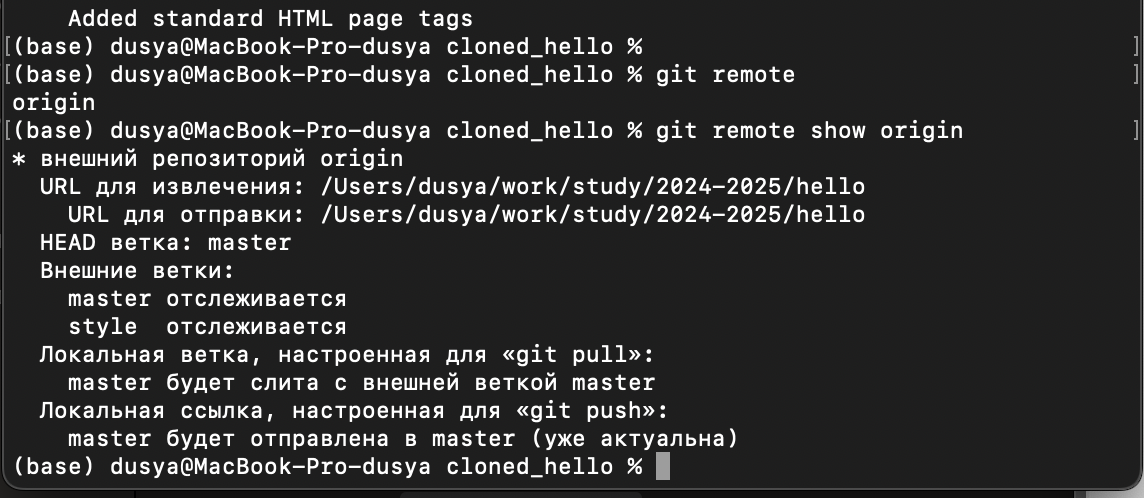 Added standard HTML page tags
[(base) dusya@MacBook-Pro-dusya cloned_hello % ]
[(base) dusya@MacBook-Pro-dusya cloned_hello % git remote ]
origin
[(base) dusya@MacBook-Pro-dusya cloned_hello % git remote show origin ]
* внешний репозиторий origin
URL для извлечения: /Users/dusya/work/study/2024-2025/hello
URL для отправки: /Users/dusya/work/study/2024-2025/hello
HEAD ветка: master
Внешние ветки:
master отслеживается
style  отслеживается
Локальная ветка, настроенная для «git pull»:
master будет слита с внешней веткой master
Локальная ссылка, настроенная для «git push»:
master будет отправлена в master (уже актуальна)
(base) dusya@MacBook-Pro-dusya cloned_hello %